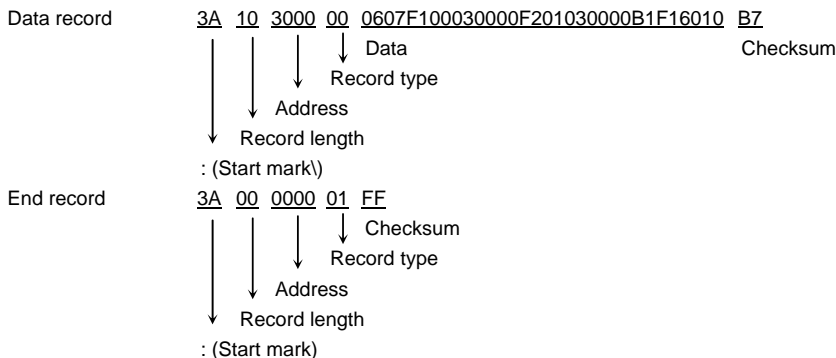 Data record 3A 10 3000 00 0607F100030000F201030000B1F16010 B7
Data Checksum
Record type
Address
Record length
: (Start mark\)
End record 3A 00 0000 01 FF
Checksum
Record type
Address
Record length
: (Start mark)